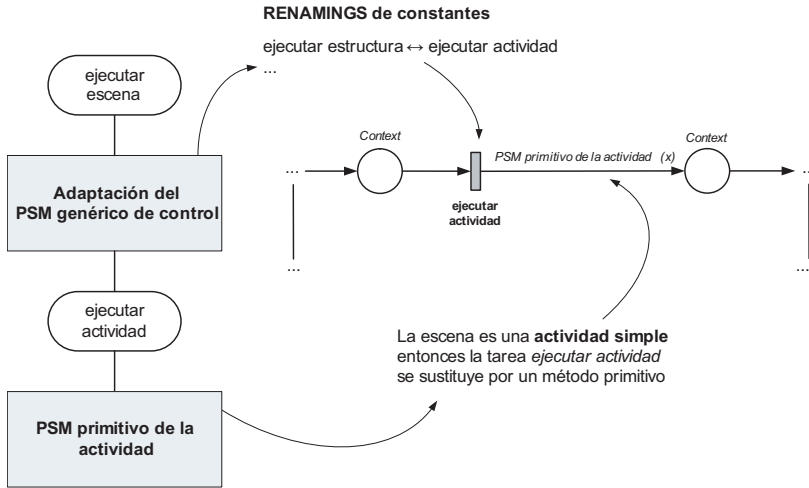 RENAMINGS de constantes
ejecutar estructura ↔ ejecutar actividad
...
ejecutar
escena
Adaptación del
PSM genérico de control
ejecutar
actividad
PSM primitivo de la
actividad
...
...
Context
ejecutar
actividad
PSM primitivo de la actividad (x)
Context
...
...
La escena es una actividad simple
entonces la tarea ejecutar actividad
se sustituye por un método primitivo